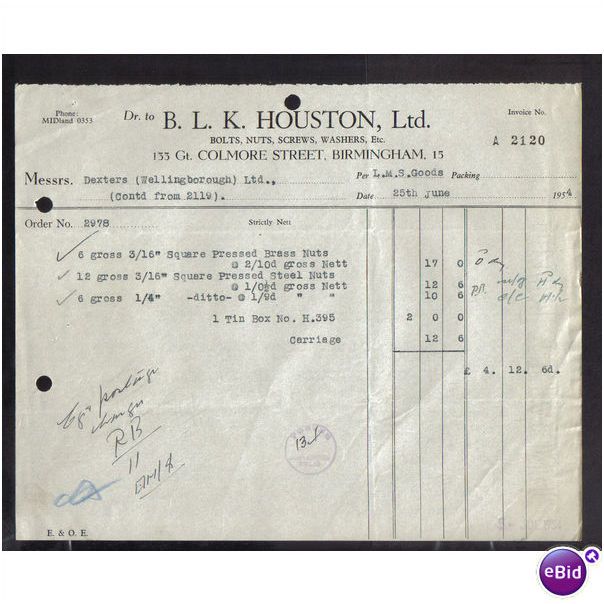 Phone:
MIDland 0353
Dr. to B. L. K. HOUSTON, Ltd.
Invoice No.
BOLTS, NUTS, SCREWS, WASHERS, Etc.
A 2120
133 Gt. COLMORE STREET, BIRMINGHAM, 15
Messrs. Dexters (Wellingborough) Ltd.,
Per L.M.S.Goods Packing
(Contd from 2119).
Date 25th June 1954
Order No. 2978
Strictly Nett
6 gross 3/16" Square Pressed Brass Nuts
@ 2/10d gross Nett 17 0
12 gross 3/16" Square Pressed Steel Nuts
@ 1/0½d gross Nett 12 6
6 gross 1/4" -ditto- @ 1/9d " " 10 6
1 Tin Box No. H.395 2 0 0
Carriage 12 6
£ 4. 12. 6d.
RB
11
E. & O. E.
eBid